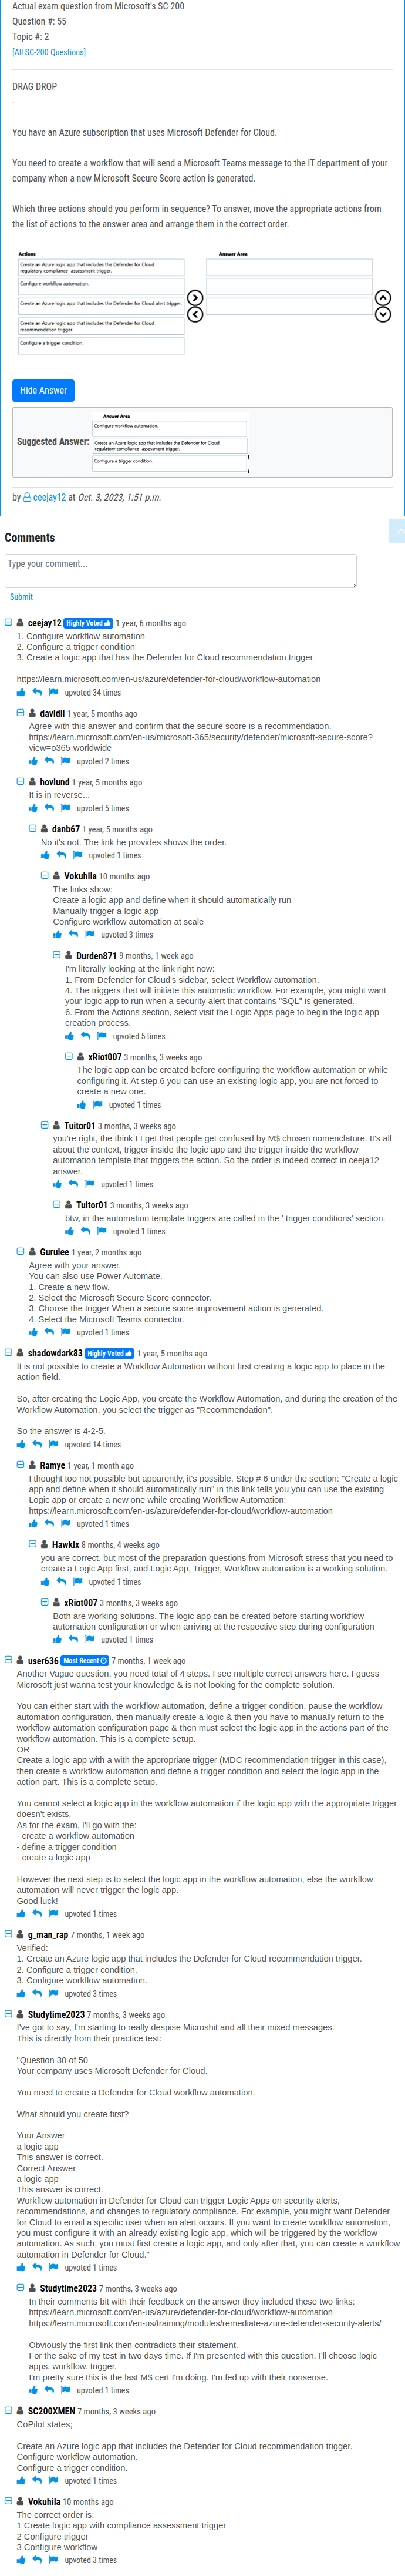 Actual exam question from Microsoft's SC-200
Question #: 55
Topic #: 2
[All SC-200 Questions]
DRAG DROP
-
You have an Azure subscription that uses Microsoft Defender for Cloud.
You need to create a workflow that will send a Microsoft Teams message to the IT department of your
company when a new Microsoft Secure Score action is generated.
Which three actions should you perform in sequence? To answer, move the appropriate actions from
the list of actions to the answer area and arrange them in the correct order.
Actions
Answer Area
Create an Azure logic app that includes the Defender for Cloud
regulatory compliance assessment trigger.
Configure workflow automation.
Create an Azure logic app that includes the Defender for Cloud alert trigger.
Create an Azure logic app that includes the Defender for Cloud
recommendation trigger.
Configure a trigger condition.
Hide Answer
Suggested Answer:
Answer Area
Configure workflow automation.
Create an Azure logic app that includes the Defender for Cloud
regulatory compliance assessment trigger.
Configure a trigger condition.
by ceejay12 at Oct. 3, 2023, 1:51 p.m.
Comments
Type your comment...
Submit
ceejay12 Highly Voted 1 year, 6 months ago
1. Configure workflow automation
2. Configure a trigger condition
3. Create a logic app that has the Defender for Cloud recommendation trigger
https://learn.microsoft.com/en-us/azure/defender-for-cloud/workflow-automation
upvoted 34 times
davidli 1 year, 5 months ago
Agree with this answer and confirm that the secure score is a recommendation.
https://learn.microsoft.com/en-us/microsoft-365/security/defender/microsoft-secure-score?
view=o365-worldwide
upvoted 2 times
hovlund 1 year, 5 months ago
It is in reverse...
upvoted 5 times
danb67 1 year, 5 months ago
No it's not. The link he provides shows the order.
upvoted 1 times
Vokuhila 10 months ago
The links show:
Create a logic app and define when it should automatically run
Manually trigger a logic app
Configure workflow automation at scale
upvoted 3 times
Durden871 9 months, 1 week ago
I'm literally looking at the link right now:
1. From Defender for Cloud's sidebar, select Workflow automation.
4. The triggers that will initiate this automatic workflow. For example, you might want
your logic app to run when a security alert that contains "SQL" is generated.
6. From the Actions section, select visit the Logic Apps page to begin the logic app
creation process.
upvoted 5 times
xRiot007 3 months, 3 weeks ago
The logic app can be created before configuring the workflow automation or while
configuring it. At step 6 you can use an existing logic app, you are not forced to
create a new one.
upvoted 1 times
Tuitor01 3 months, 3 weeks ago
you're right, the think I I get that people get confused by M$ chosen nomenclature. It's all
about the context, trigger inside the logic app and the trigger inside the workflow
automation template that triggers the action. So the order is indeed correct in ceeja12
answer.
upvoted 1 times
Tuitor01 3 months, 3 weeks ago
btw, in the automation template triggers are called in the ' trigger conditions' section.
upvoted 1 times
Gurulee 1 year, 2 months ago
Agree with your answer.
You can also use Power Automate.
1. Create a new flow.
2. Select the Microsoft Secure Score connector.
3. Choose the trigger When a secure score improvement action is generated.
4. Select the Microsoft Teams connector.
upvoted 1 times
shadowdark83 Highly Voted 1 year, 5 months ago
It is not possible to create a Workflow Automation without first creating a logic app to place in the
action field.
So, after creating the Logic App, you create the Workflow Automation, and during the creation of the
Workflow Automation, you select the trigger as "Recommendation".
So the answer is 4-2-5.
upvoted 14 times
Ramye 1 year, 1 month ago
I thought too not possible but apparently, it's possible. Step # 6 under the section: "Create a logic
app and define when it should automatically run" in this link tells you you can use the existing
Logic app or create a new one while creating Workflow Automation:
https://learn.microsoft.com/en-us/azure/defender-for-cloud/workflow-automation
upvoted 1 times
Hawklx 8 months, 4 weeks ago
you are correct. but most of the preparation questions from Microsoft stress that you need to
create a Logic App first, and Logic App, Trigger, Workflow automation is a working solution.
upvoted 1 times
xRiot007 3 months, 3 weeks ago
Both are working solutions. The logic app can be created before starting workflow
automation configuration or when arriving at the respective step during configuration
upvoted 1 times
user636 Most Recent 7 months, 1 week ago
Another Vague question, you need total of 4 steps. I see multiple correct answers here. I guess
Microsoft just wanna test your knowledge & is not looking for the complete solution.
You can either start with the workflow automation, define a trigger condition, pause the workflow
automation configuration, then manually create a logic & then you have to manually return to the
workflow automation configuration page & then must select the logic app in the actions part of the
workflow automation. This is a complete setup.
OR
Create a logic app with a with the appropriate trigger (MDC recommendation trigger in this case),
then create a workflow automation and define a trigger condition and select the logic app in the
action part. This is a complete setup.
You cannot select a logic app in the workflow automation if the logic app with the appropriate trigger
doesn't exists.
As for the exam, I'll go with the:
- create a workflow automation
- define a trigger condition
- create a logic app
However the next step is to select the logic app in the workflow automation, else the workflow
automation will never trigger the logic app.
Good luck!
upvoted 1 times
g_man_rap 7 months, 1 week ago
Verified:
1. Create an Azure logic app that includes the Defender for Cloud recommendation trigger.
2. Configure a trigger condition.
3. Configure workflow automation.
upvoted 3 times
Studytime2023 7 months, 3 weeks ago
I've got to say, I'm starting to really despise Microshit and all their mixed messages.
This is directly from their practice test:
"Question 30 of 50
Your company uses Microsoft Defender for Cloud.
You need to create a Defender for Cloud workflow automation.
What should you create first?
Your Answer
a logic app
This answer is correct.
Correct Answer
a logic app
This answer is correct.
Workflow automation in Defender for Cloud can trigger Logic Apps on security alerts,
recommendations, and changes to regulatory compliance. For example, you might want Defender
for Cloud to email a specific user when an alert occurs. If you want to create workflow automation,
you must configure it with an already existing logic app, which will be triggered by the workflow
automation. As such, you must first create a logic app, and only after that, you can create a workflow
automation in Defender for Cloud."
upvoted 1 times
Studytime2023 7 months, 3 weeks ago
In their comments bit with their feedback on the answer they included these two links:
https://learn.microsoft.com/en-us/azure/defender-for-cloud/workflow-automation
https://learn.microsoft.com/en-us/training/modules/remediate-azure-defender-security-alerts/
Obviously the first link then contradicts their statement.
For the sake of my test in two days time. If I'm presented with this question. I'll choose logic
apps. workflow. trigger.
I'm pretty sure this is the last M$ cert I'm doing. I'm fed up with their nonsense.
upvoted 1 times
SC200XMEN 7 months, 3 weeks ago
CoPilot states;
Create an Azure logic app that includes the Defender for Cloud recommendation trigger.
Configure workflow automation.
Configure a trigger condition.
upvoted 1 times
Vokuhila 10 months ago
The correct order is:
1 Create logic app with compliance assessment trigger
2 Configure trigger
3 Configure workflow
upvoted 3 times